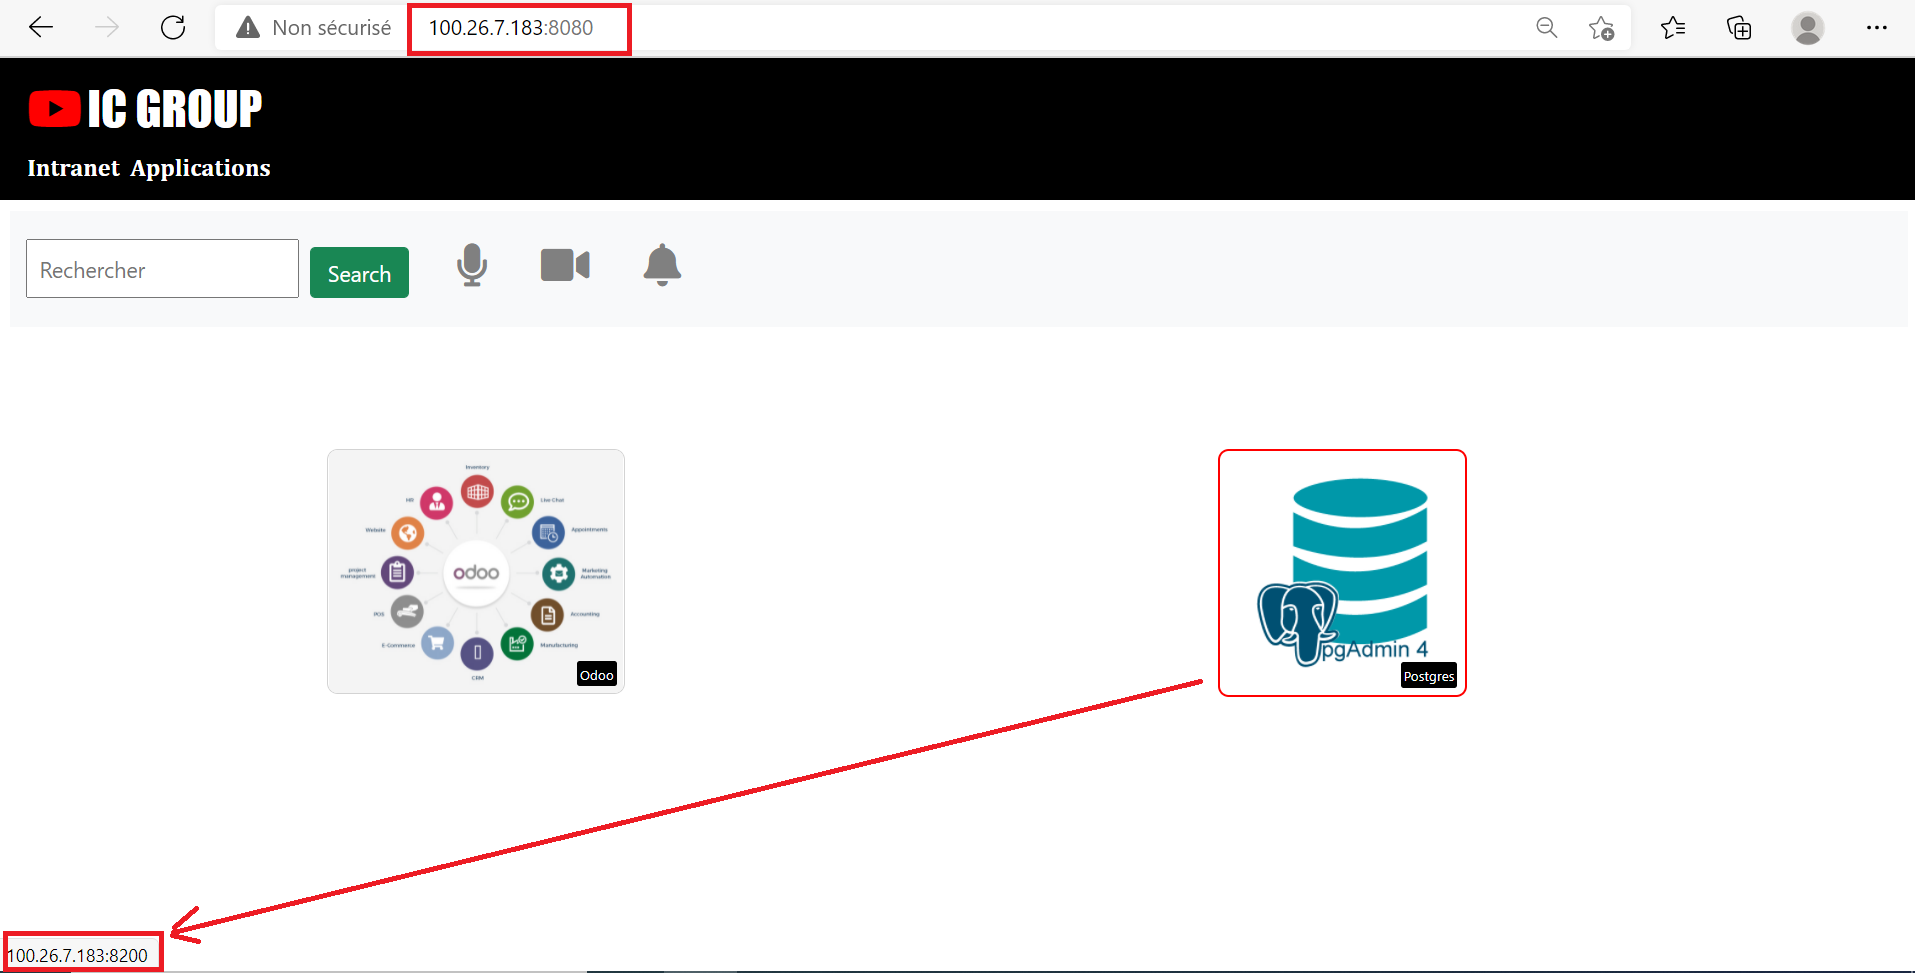 Non sécurisé 100.26.7.183:8080
IC GROUP
Intranet Applications
Rechercher
Search
Inventory
HR
Live Chat
Website
Appointments
project
management
odoo
Marketing
Automation
POS
Accounting
E-Commerce
Manufacturing
CRM
Odoo
pgAdmin 4
Postgres
100.26.7.183:8200